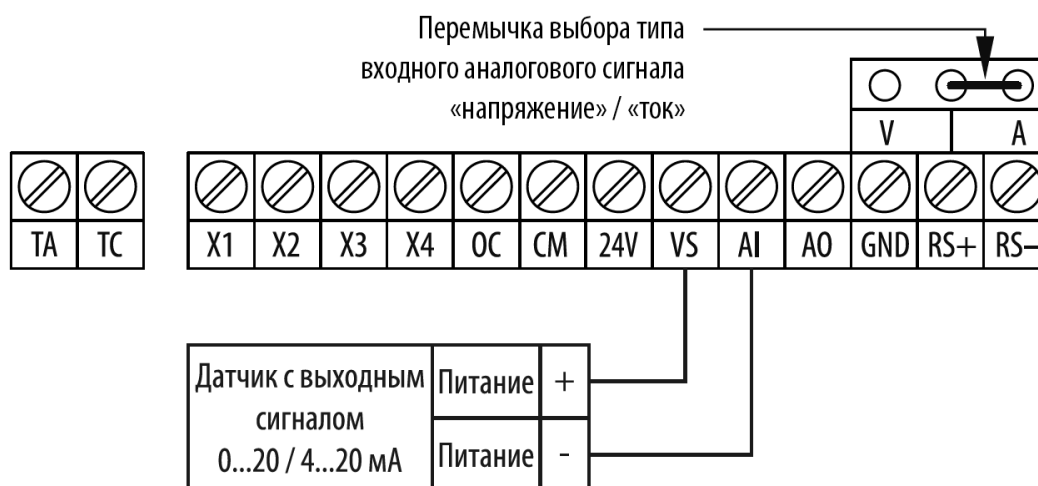 Перемычка выбора типа
входного аналогового сигнала
«напряжение» / «ток»
V A
TA TC X1 X2 X3 X4 OC CM 24V VS AI AO GND RS+ RS–
Датчик с выходным
сигналом
0...20 / 4...20 мА
Питание +
Питание -